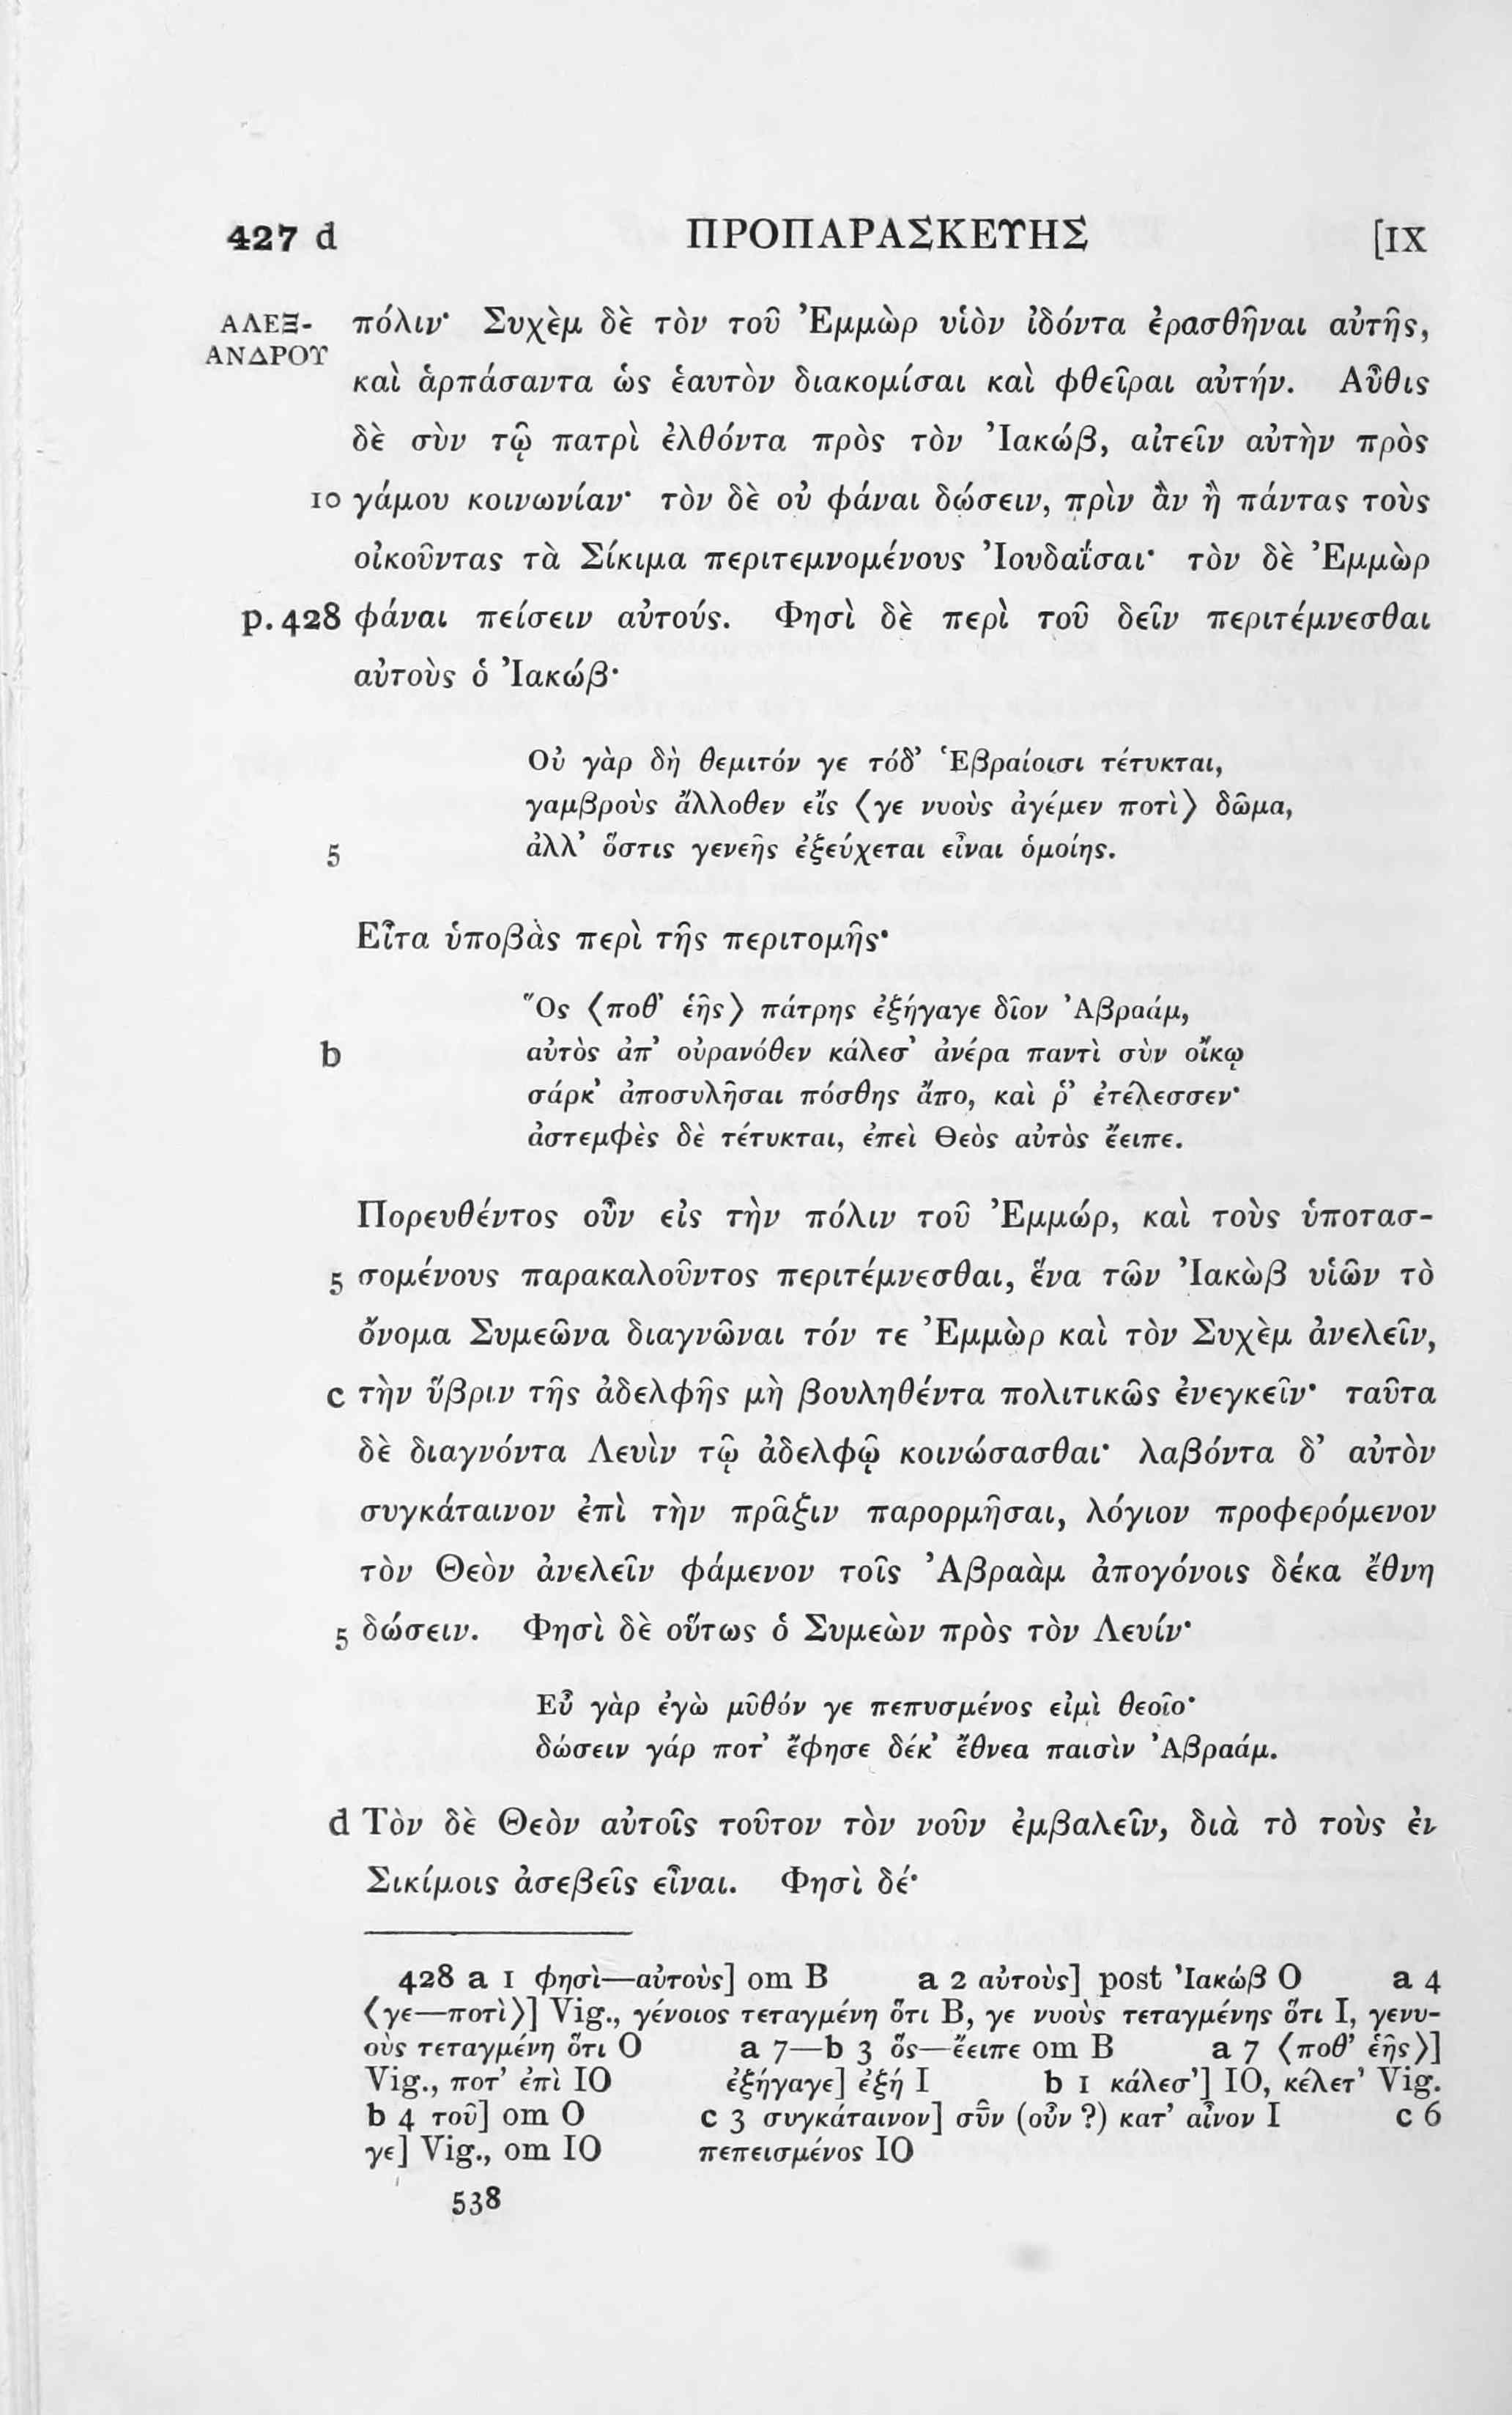 427 d ΠΡΟΠΑΡΑΣΚΕΥΗΣ [IX
ΑΛΕΞ- πόλιν· Συχὲμ δὲ τὸν τοῦ Ἐμμὼρ υἱὸν ἰδόντα ἐρασθῆναι αὐτῆς,
ΑΝΔΡΟΥ
καὶ ἁρπάσαντα ὡς ἑαυτὸν διακομίσαι καὶ φθεῖραι αὐτήν. Αὖθις
δὲ σὺν τῷ πατρὶ ἐλθόντα πρὸς τὸν Ἰακώβ, αἰτεῖν αὐτὴν πρὸς
10 γάμου κοινωνίαν· τὸν δὲ οὐ φάναι δώσειν, πρὶν ἂν ἢ πάντας τοὺς
οἰκοῦντας τὰ Σίκιμα περιτεμνομένους Ἰουδαΐσαι· τὸν δὲ Ἐμμὼρ
p. 428 φάναι πείσειν αὐτούς. Φησὶ δὲ περὶ τοῦ δεῖν περιτέμνεσθαι
αὐτοὺς ὁ Ἰακώβ·
Οὐ γὰρ δὴ θεμιτόν γε τόδ’ Ἑβραίοισι τέτυκται,
γαμβροὺς ἄλλοθεν εἴς ⟨γε νυοὺς ἀγέμεν ποτὶ⟩ δῶμα,
5 ἀλλ’ ὅστις γενεῆς ἐξεύχεται εἶναι ὁμοίης.
Εἶτα ὑποβὰς περὶ τῆς περιτομῆς·
Ὅς ⟨ποθ’ ἑῆς⟩ πάτρης ἐξήγαγε δῖον Ἀβραάμ,
b αὐτὸς ἀπ’ οὐρανόθεν κάλεσ’ ἀνέρα παντὶ σὺν οἴκῳ
σάρκ’ ἀποσυλῆσαι πόσθης ἄπο, καὶ ῥ’ ἐτέλεσσεν·
ἀστεμφὲς δὲ τέτυκται, ἐπεὶ Θεὸς αὐτὸς ἔειπε.
Πορευθέντος οὖν εἰς τὴν πόλιν τοῦ Ἐμμώρ, καὶ τοὺς ὑποτασ-
5 σομένους παρακαλοῦντος περιτέμνεσθαι, ἕνα τῶν Ἰακὼβ υἱῶν τὸ
ὄνομα Συμεῶνα διαγνῶναι τόν τε Ἐμμὼρ καὶ τὸν Συχὲμ ἀνελεῖν,
c τὴν ὕβριν τῆς ἀδελφῆς μὴ βουληθέντα πολιτικῶς ἐνεγκεῖν· ταῦτα
δὲ διαγνόντα Λευὶν τῷ ἀδελφῷ κοινώσασθαι· λαβόντα δ’ αὐτὸν
συγκάταινον ἐπὶ τὴν πρᾶξιν παρορμῆσαι, λόγιον προφερόμενον
τὸν Θεὸν ἀνελεῖν φάμενον τοῖς Ἀβραὰμ ἀπογόνοις δέκα ἔθνη
5 δώσειν. Φησὶ δὲ οὕτως ὁ Συμεὼν πρὸς τὸν Λευίν·
Εὖ γὰρ ἐγὼ μῦθόν γε πεπυσμένος εἰμὶ θεοῖο·
δώσειν γάρ ποτ’ ἔφησε δέκ’ ἔθνεα παισὶν Ἀβραάμ.
d Τὸν δὲ Θεὸν αὐτοῖς τοῦτον τὸν νοῦν ἐμβαλεῖν, διὰ τὸ τοὺς ἐν
Σικίμοις ἀσεβεῖς εἶναι. Φησὶ δέ·
428 a 1 φησὶ—αὐτοὺς] om B a 2 αὐτοὺς] post Ἰακώβ O a 4
⟨γε—ποτὶ⟩] Vig., γένοιος τεταγμένη ὅτι B, γε νυοὺς τεταγμένης ὅτι I, γενυ-
οὺς τεταγμένη ὅτι O a 7—b 3 ὅς—ἔειπε om B a 7 ⟨ποθ’ ἑῆς⟩]
Vig., ποτ’ ἐπὶ IO ἐξήγαγε] ἐξή I b 1 κάλεσ’] IO, κέλετ’ Vig.
b 4 τοῦ] om O c 3 συγκάταινον] σῦν (οὖν ?) κατ’ αἶνον I c 6
γε] Vig., om IO πεπεισμένος IO
538